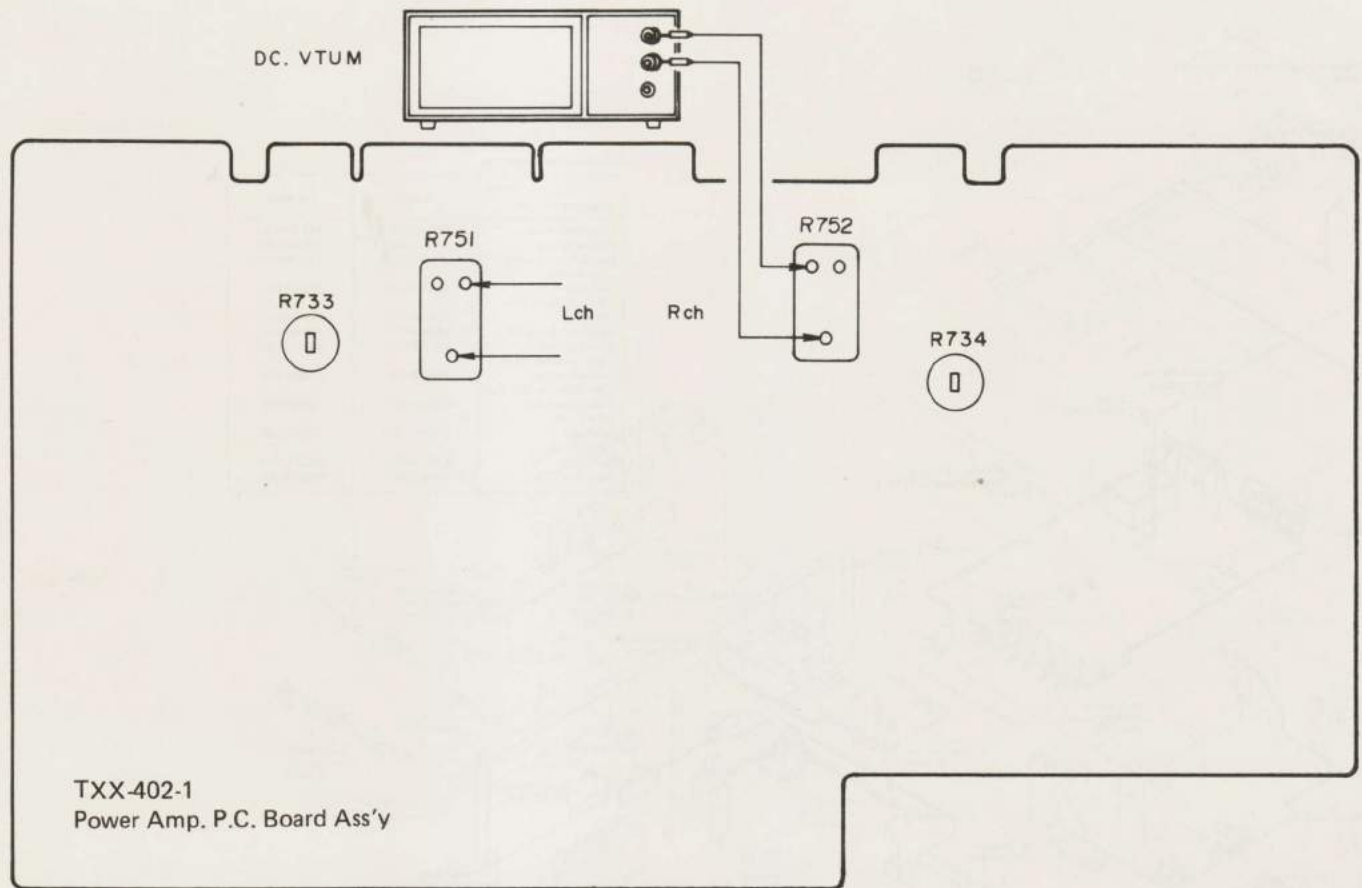 DC. VTUM
R751
R752
R733
Lch
Rch
R734
TXX-402-1
Power Amp. P.C. Board Ass'y